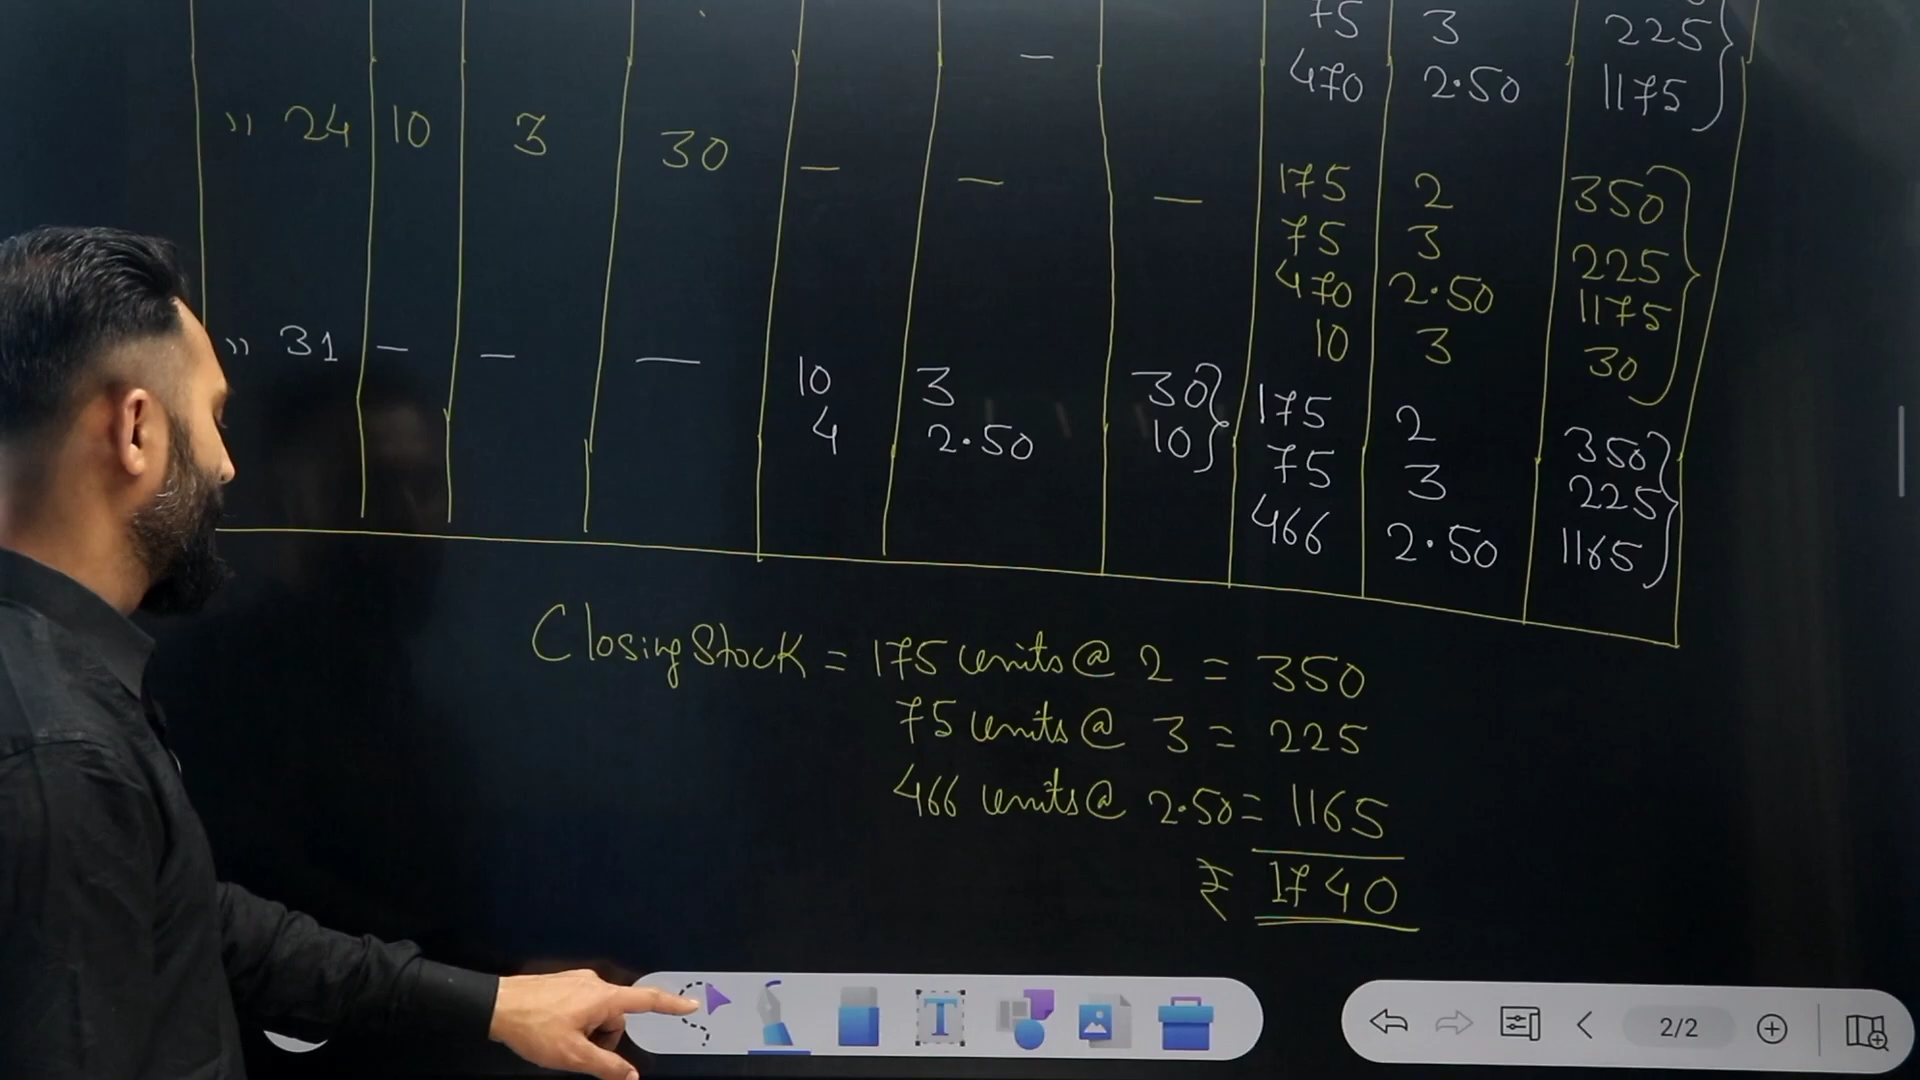 75 3 225
— 470 2.50 1175
" 24 10 3 30 — — — 175 2 350
75 3 225
470 2.50 1175
10 3 30
" 31 — — — 10 3 30 175 2 350
4 2.50 10 75 3 225
466 2.50 1165
Closing Stock = 175 units @ 2 = 350
75 units @ 3 = 225
466 units @ 2.50 = 1165
₹ 1740
T
2/2